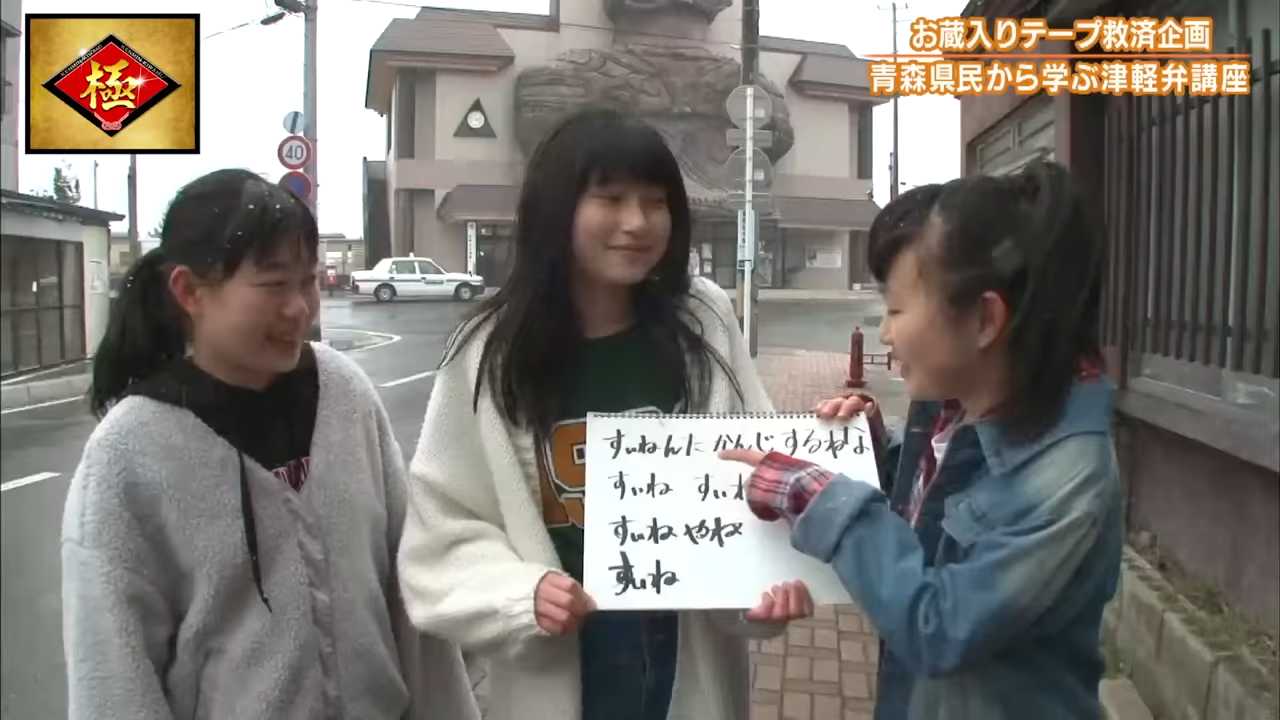 極
お蔵入りテープ救済企画
青森県民から学ぶ津軽弁講座
40
すいねんに かんじするねな
すいね すいね
すいねやね
すいね